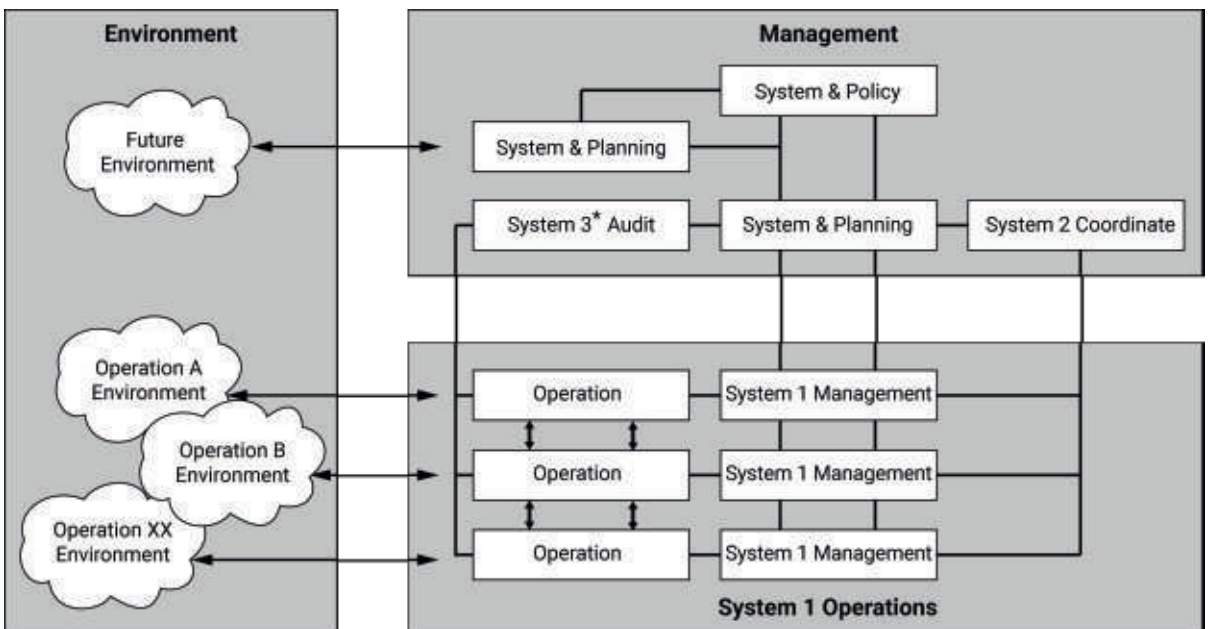 Environment
Future
Environment
Operation A
Environment
Operation B
Environment
Operation XX
Environment
Management
System & Policy
System & Planning
System 3* Audit
System & Planning
System 2 Coordinate
Operation
System 1 Management
Operation
System 1 Management
Operation
System 1 Management
System 1 Operations